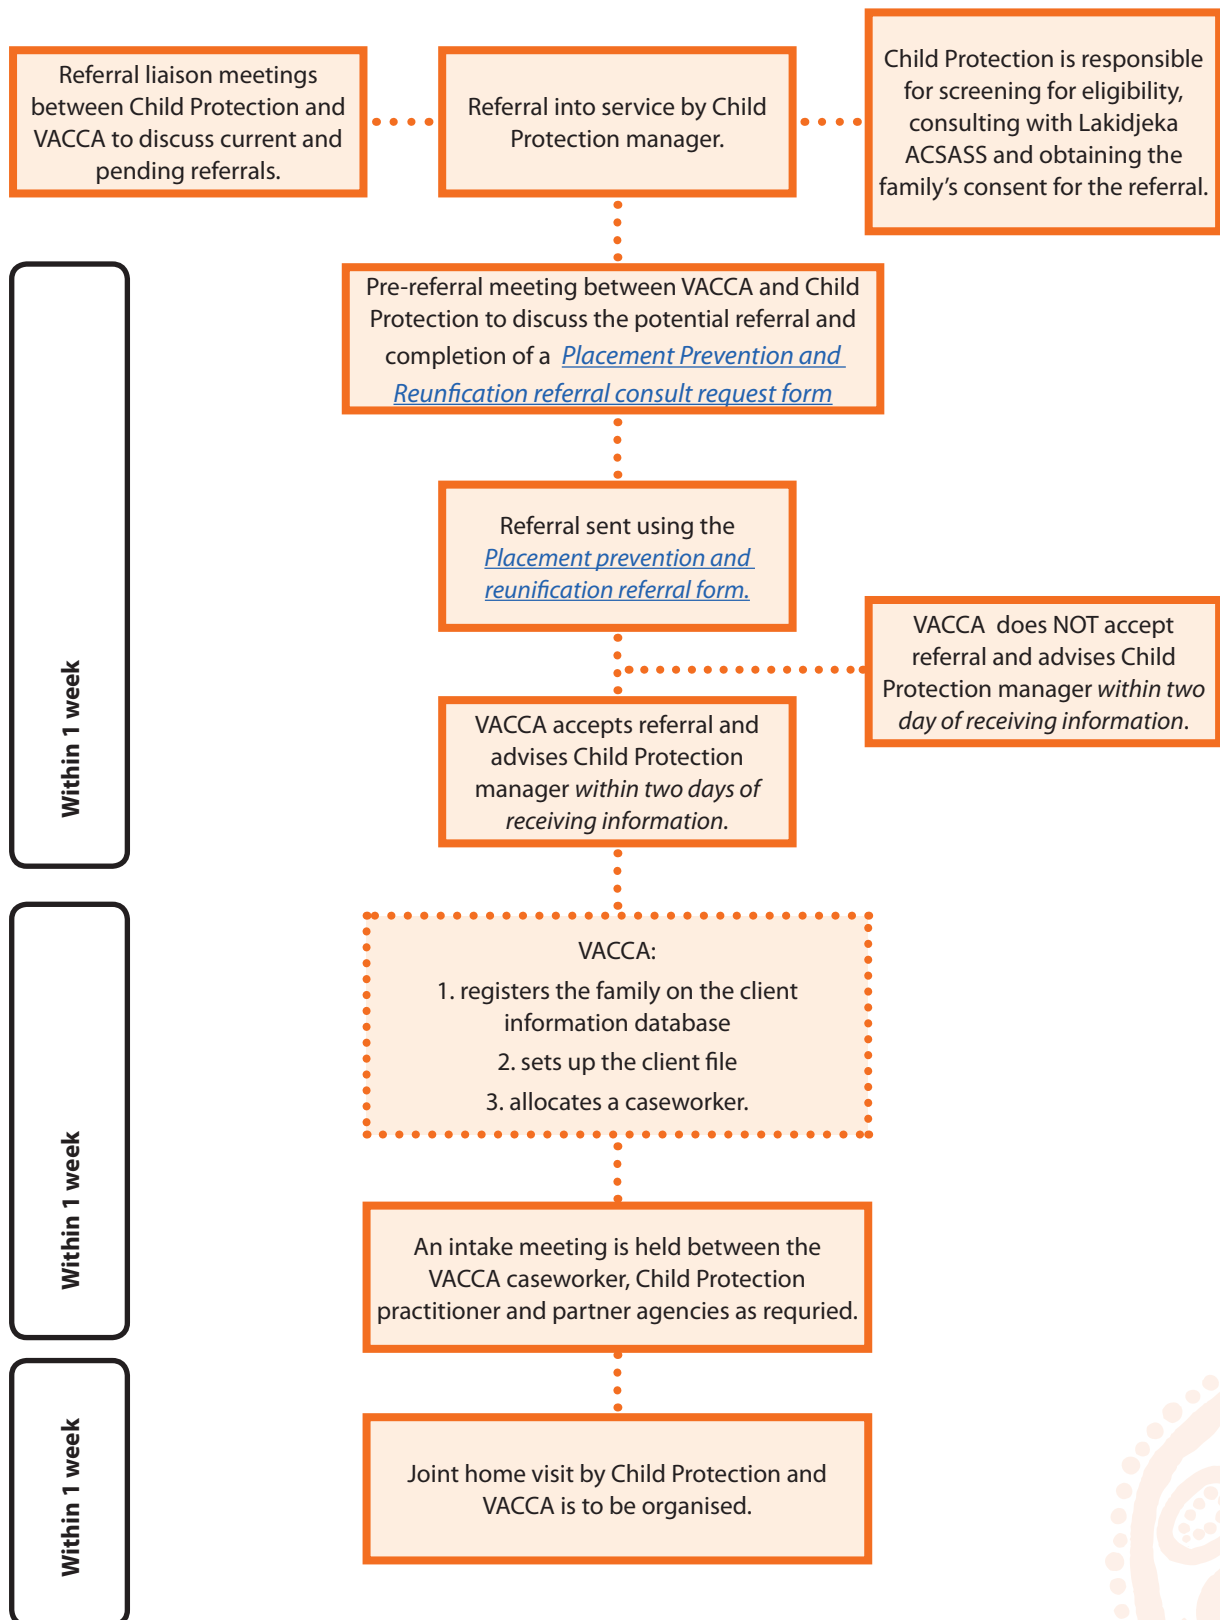 Referral liaison meetings
between Child Protection and
VACCA to discuss current and
pending referrals.
Referral into service by Child
Protection manager.
Child Protection is responsible
for screening for eligibility,
consulting with Lakidjeka
ACSASS and obtaining the
family’s consent for the referral.
Within 1 week
Pre-referral meeting between VACCA and Child
Protection to discuss the potential referral and
completion of a Placement Prevention and
Reunfication referral consult request form
Referral sent using the
Placement prevention and
reunification referral form.
VACCA does NOT accept
referral and advises Child
Protection manager within two
day of receiving information.
VACCA accepts referral and
advises Child Protection
manager within two days of
receiving information.
Within 1 week
VACCA:
1. registers the family on the client
information database
2. sets up the client file
3. allocates a caseworker.
An intake meeting is held between the
VACCA caseworker, Child Protection
practitioner and partner agencies as requried.
Within 1 week
Joint home visit by Child Protection and
VACCA is to be organised.